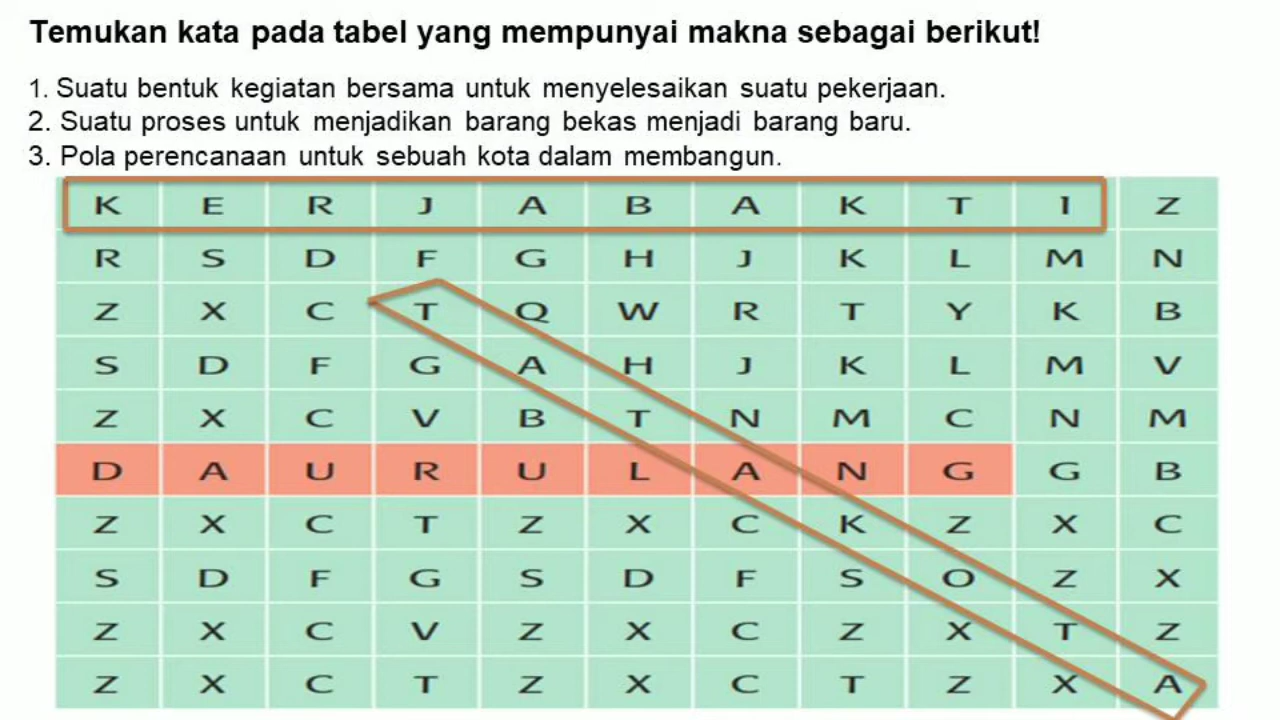 Temukan kata pada tabel yang mempunyai makna sebagai berikut!
1. Suatu bentuk kegiatan bersama untuk menyelesaikan suatu pekerjaan.
2. Suatu proses untuk menjadikan barang bekas menjadi barang baru.
3. Pola perencanaan untuk sebuah kota dalam membangun.
K E R J A B A K T I Z
R S D F G H J K L M N
Z X C T Q W R T Y K B
S D F G A H J K L M V
Z X C V B T N M C N M
D A U R U L A N G G B
Z X C T Z X C K Z X C
S D F G S D F S O Z X
Z X C V Z X C Z X T Z
Z X C T Z X C T Z X A